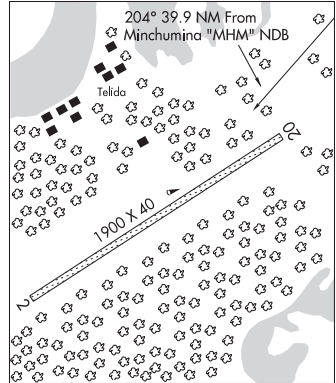 204° 39.9 NM From
Minchumina "MHM" NDB
Telida
20
1900 X 40
2